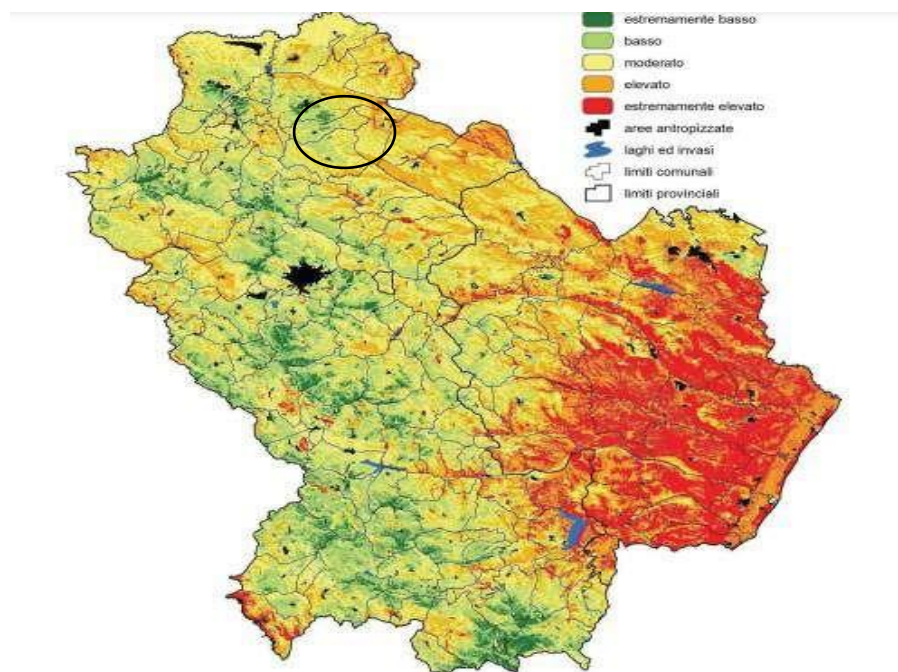 estremamente basso
basso
moderato
elevato
estremamente elevato
aree antropizzate
laghi ed invasi
limiti comunali
limiti provinciali